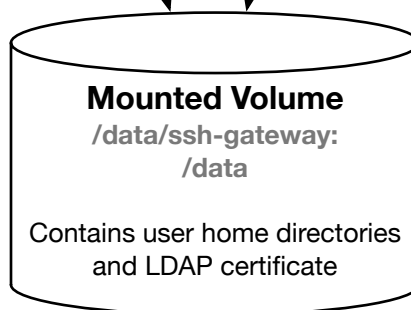 Mounted Volume
/data/ssh-gateway:
/data
Contains user home directories
and LDAP certificate